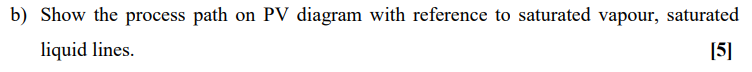 b) Show the process path on PV diagram with reference to saturated vapour, saturated
liquid lines. [5]